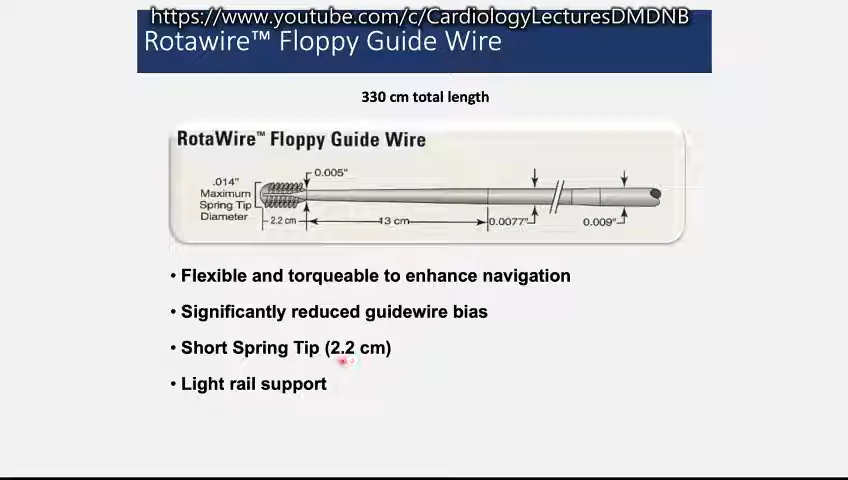 https://www.youtube.com/c/CardiologyLecturesDMDNB
Rotawire™ Floppy Guide Wire
330 cm total length
RotaWire™ Floppy Guide Wire
.014"
Maximum
Spring Tip
Diameter
0.005"
2.2 cm
13 cm
0.0077"
0.009"
• Flexible and torqueable to enhance navigation
• Significantly reduced guidewire bias
• Short Spring Tip (2.2 cm)
• Light rail support